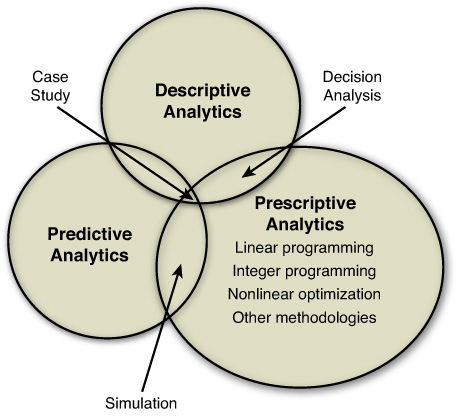 Case
Study
Descriptive
Analytics
Decision
Analysis
Predictive
Analytics
Prescriptive
Analytics
Linear programming
Integer programming
Nonlinear optimization
Other methodologies
Simulation